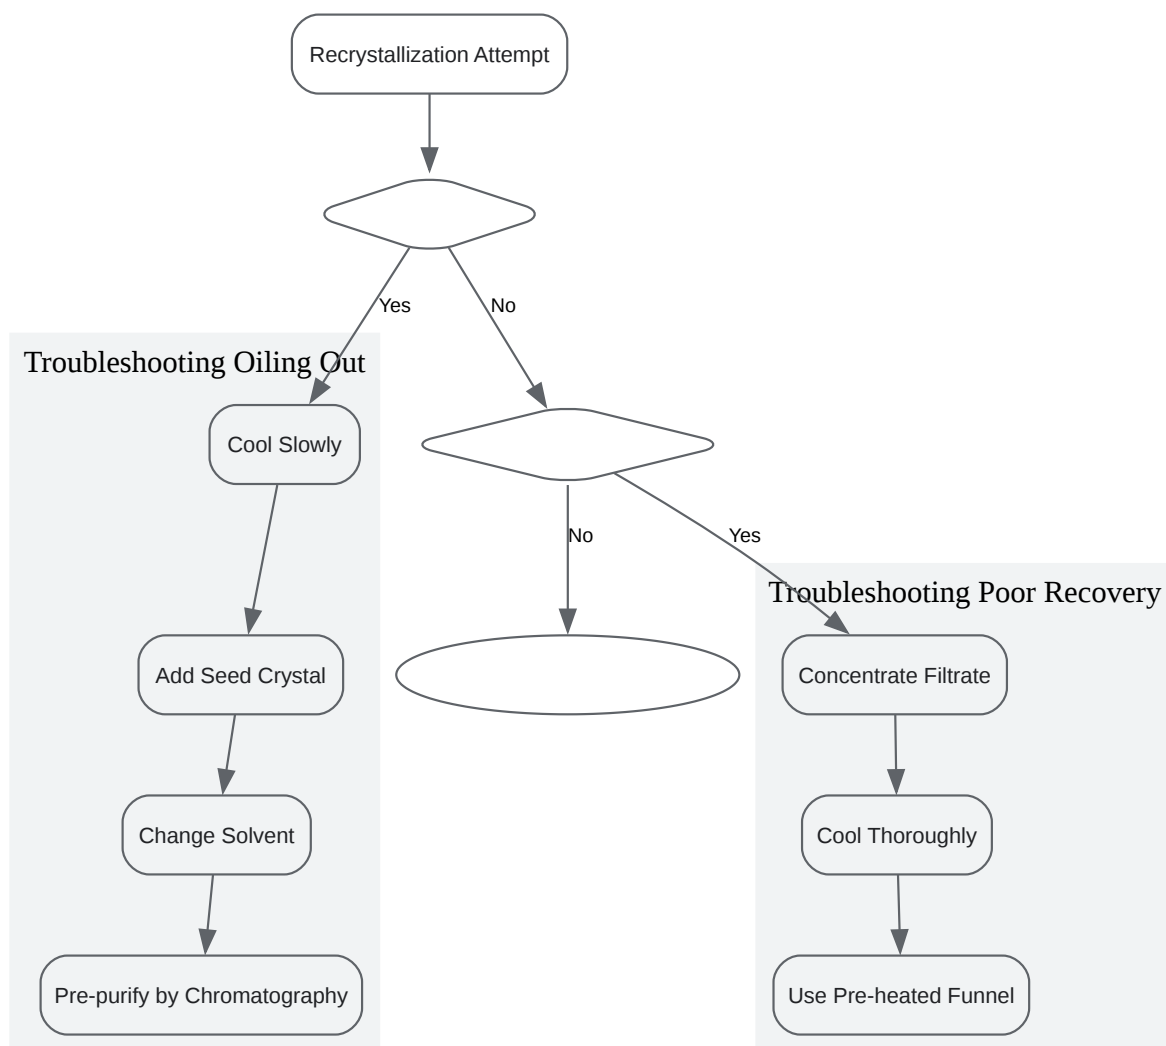 Recrystallization Attempt
Yes
No
Troubleshooting Oiling Out
Cool Slowly
No
Yes
Troubleshooting Poor Recovery
Add Seed Crystal
Concentrate Filtrate
Change Solvent
Cool Thoroughly
Pre-purify by Chromatography
Use Pre-heated Funnel